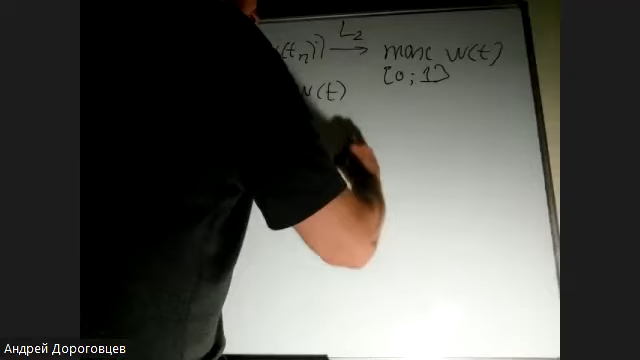 (t_n)) L_2 ⟶ max w(t)
[0; 1]
w(t)
Андрей Дороговцев